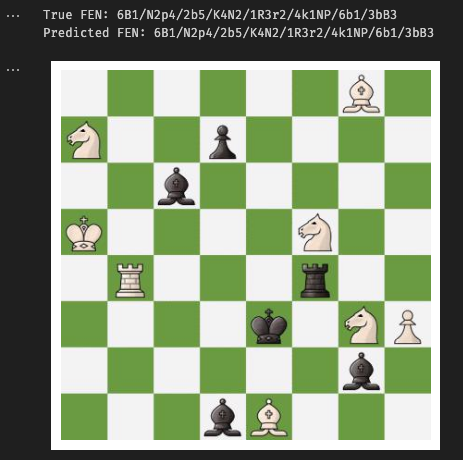 ... True FEN: 6B1/N2p4/2b5/K4N2/1R3r2/4k1NP/6b1/3bB3
Predicted FEN: 6B1/N2p4/2b5/K4N2/1R3r2/4k1NP/6b1/3bB3
...